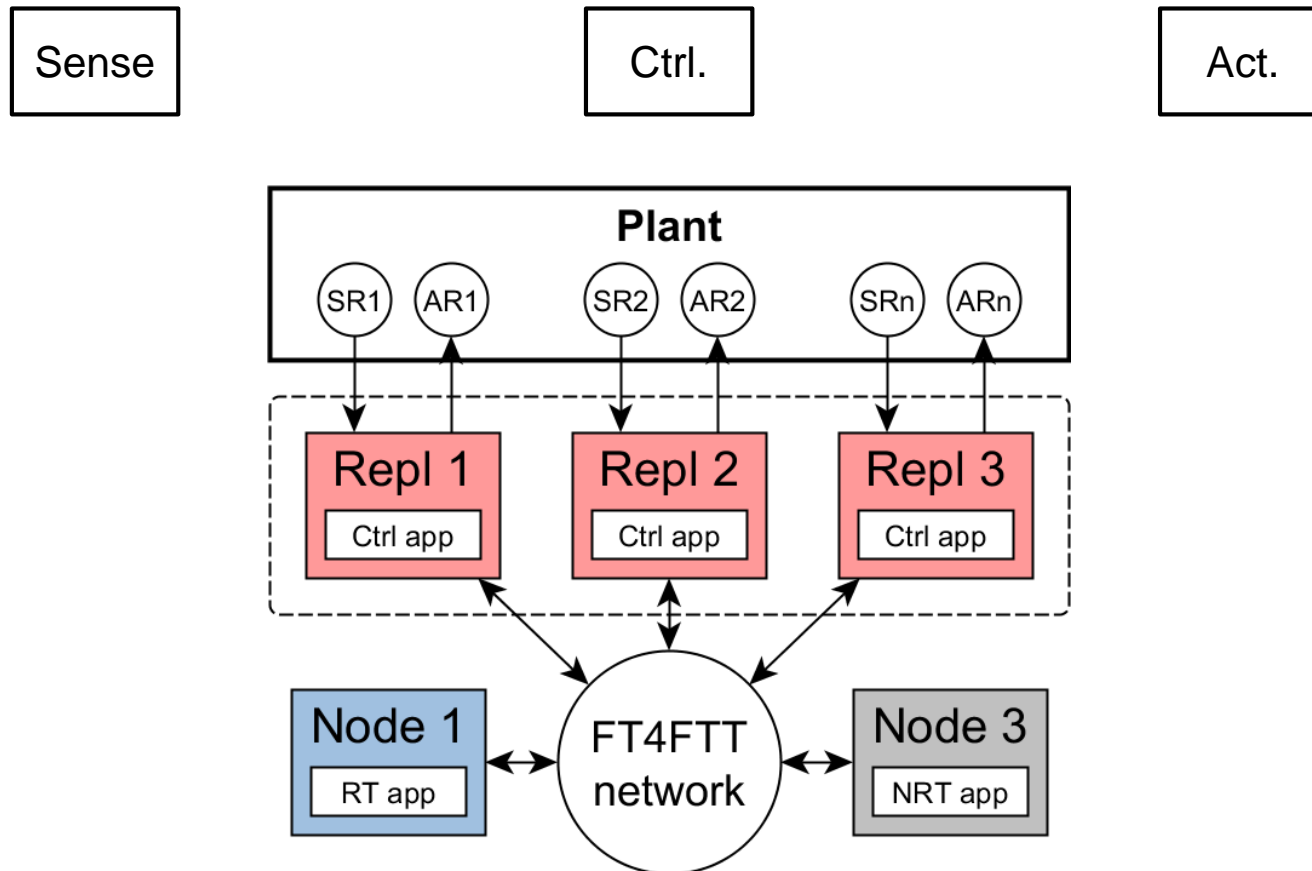 Sense
Ctrl.
Act.
Plant
SR1
AR1
SR2
AR2
SRn
ARn
Repl 1
Repl 2
Repl 3
Ctrl app
Ctrl app
Ctrl app
Node 1
RT app
FT4FTT
network
Node 3
NRT app